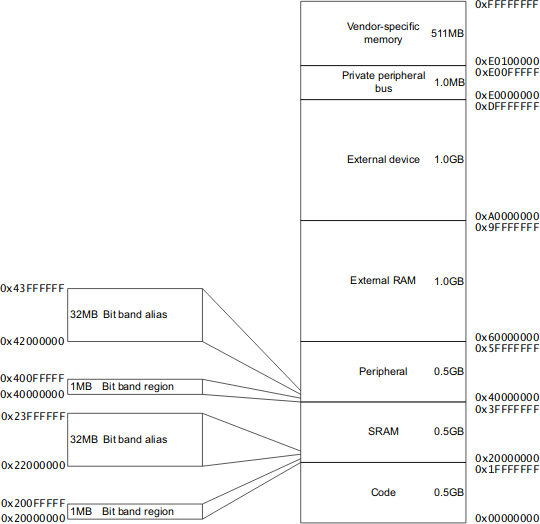 0xFFFFFFFF
Vendor-specific
memory
511MB
0xE0100000
0xE00FFFFF
Private peripheral
bus
1.0MB
0xE0000000
0xDFFFFFFF
External device 1.0GB
0xA0000000
0x9FFFFFFF
External RAM 1.0GB
0x60000000
0x5FFFFFFF
Peripheral 0.5GB
0x40000000
0x3FFFFFFF
SRAM 0.5GB
0x20000000
0x1FFFFFFF
Code 0.5GB
0x00000000
0x43FFFFFF
32MB Bit band alias
0x42000000
0x400FFFFF
1MB Bit band region
0x40000000
0x23FFFFFF
32MB Bit band alias
0x22000000
0x200FFFFF
1MB Bit band region
0x20000000